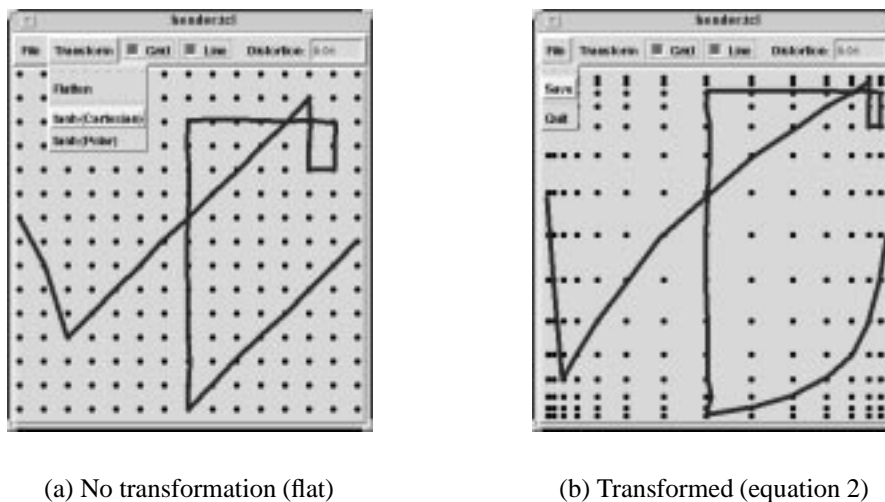 bender.tcl
File Transform Grid Line Distortion:
Flatten
tanh(Cartesian)
tanh(Polar)
bender.tcl
File Transform Grid Line Distortion:
Save
Quit
(a) No transformation (flat)
(b) Transformed (equation 2)